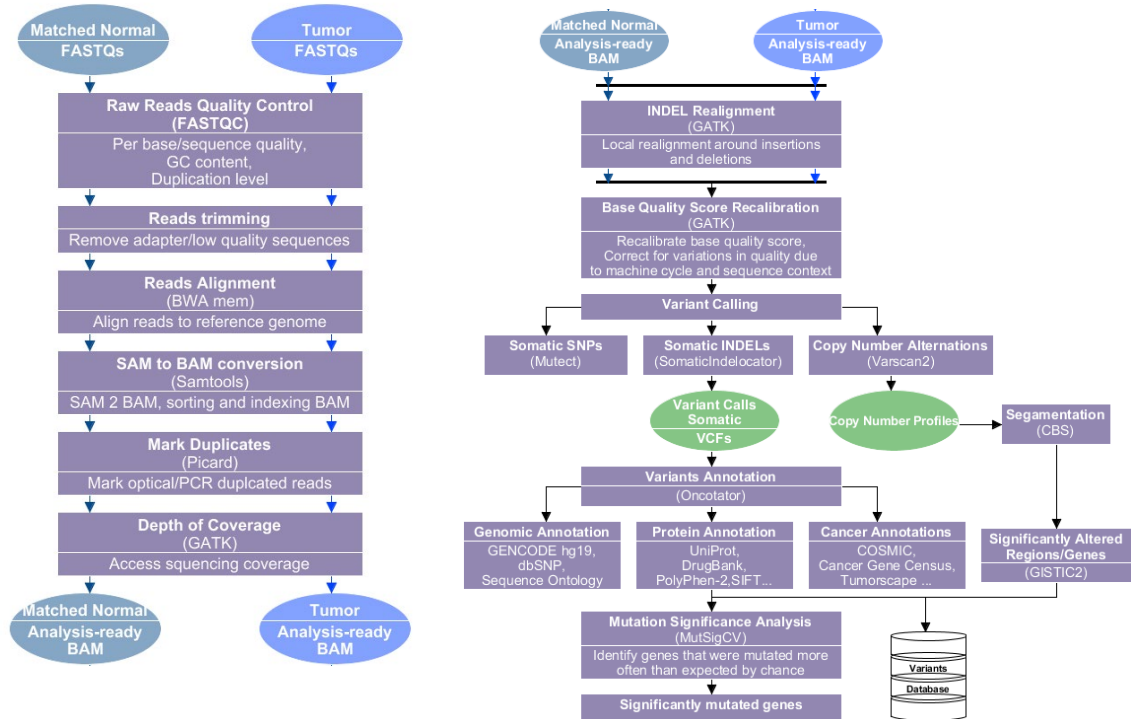 Matched Normal
FASTQs
Tumor
FASTQs
Raw Reads Quality Control
(FASTQC)
Per base/sequence quality,
GC content,
Duplication level
Reads trimming
Remove adapter/low quality sequences
Reads Alignment
(BWA mem)
Align reads to reference genome
SAM to BAM conversion
(Samtools)
SAM 2 BAM, sorting and indexing BAM
Mark Duplicates
(Picard)
Mark optical/PCR duplcated reads
Depth of Coverage
(GATK)
Access squencing coverage
Matched Normal
Analysis-ready
BAM
Tumor
Analysis-ready
BAM
Matched Normal
Analysis-ready
BAM
Tumor
Analysis-ready
BAM
INDEL Realignment
(GATK)
Local realignment around insertions
and deletions
Base Quality Score Recalibration
(GATK)
Recalibrate base quality score,
Correct for variations in quality due
to machine cycle and sequence context
Variant Calling
Somatic SNPs
(Mutect)
Somatic INDELs
(SomaticIndelocator)
Copy Number Alternations
(Varscan2)
Variant Calls
Somatic
VCFs
Copy Number Profiles
Segamentation
(CBS)
Variants Annotation
(Oncotator)
Genomic Annotation
GENCODE hg19,
dbSNP,
Sequence Ontology
Protein Annotation
UniProt,
DrugBank,
PolyPhen-2,SIFT...
Cancer Annotations
COSMIC,
Cancer Gene Census,
Tumorscape ...
Significantly Altered
Regions/Genes
(GISTIC2)
Mutation Significance Analysis
(MutSigCV)
Identify genes that were mutated more
often than expected by chance
Significantly mutated genes
Variants
Database